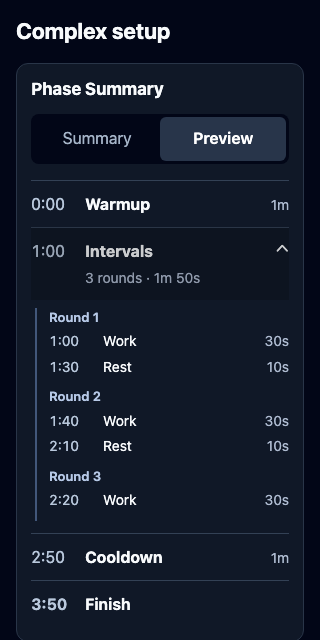 Complex setup
Phase Summary
Summary Preview
0:00 Warmup 1m
1:00 Intervals
3 rounds · 1m 50s
Round 1
1:00 Work 30s
1:30 Rest 10s
Round 2
1:40 Work 30s
2:10 Rest 10s
Round 3
2:20 Work 30s
2:50 Cooldown 1m
3:50 Finish